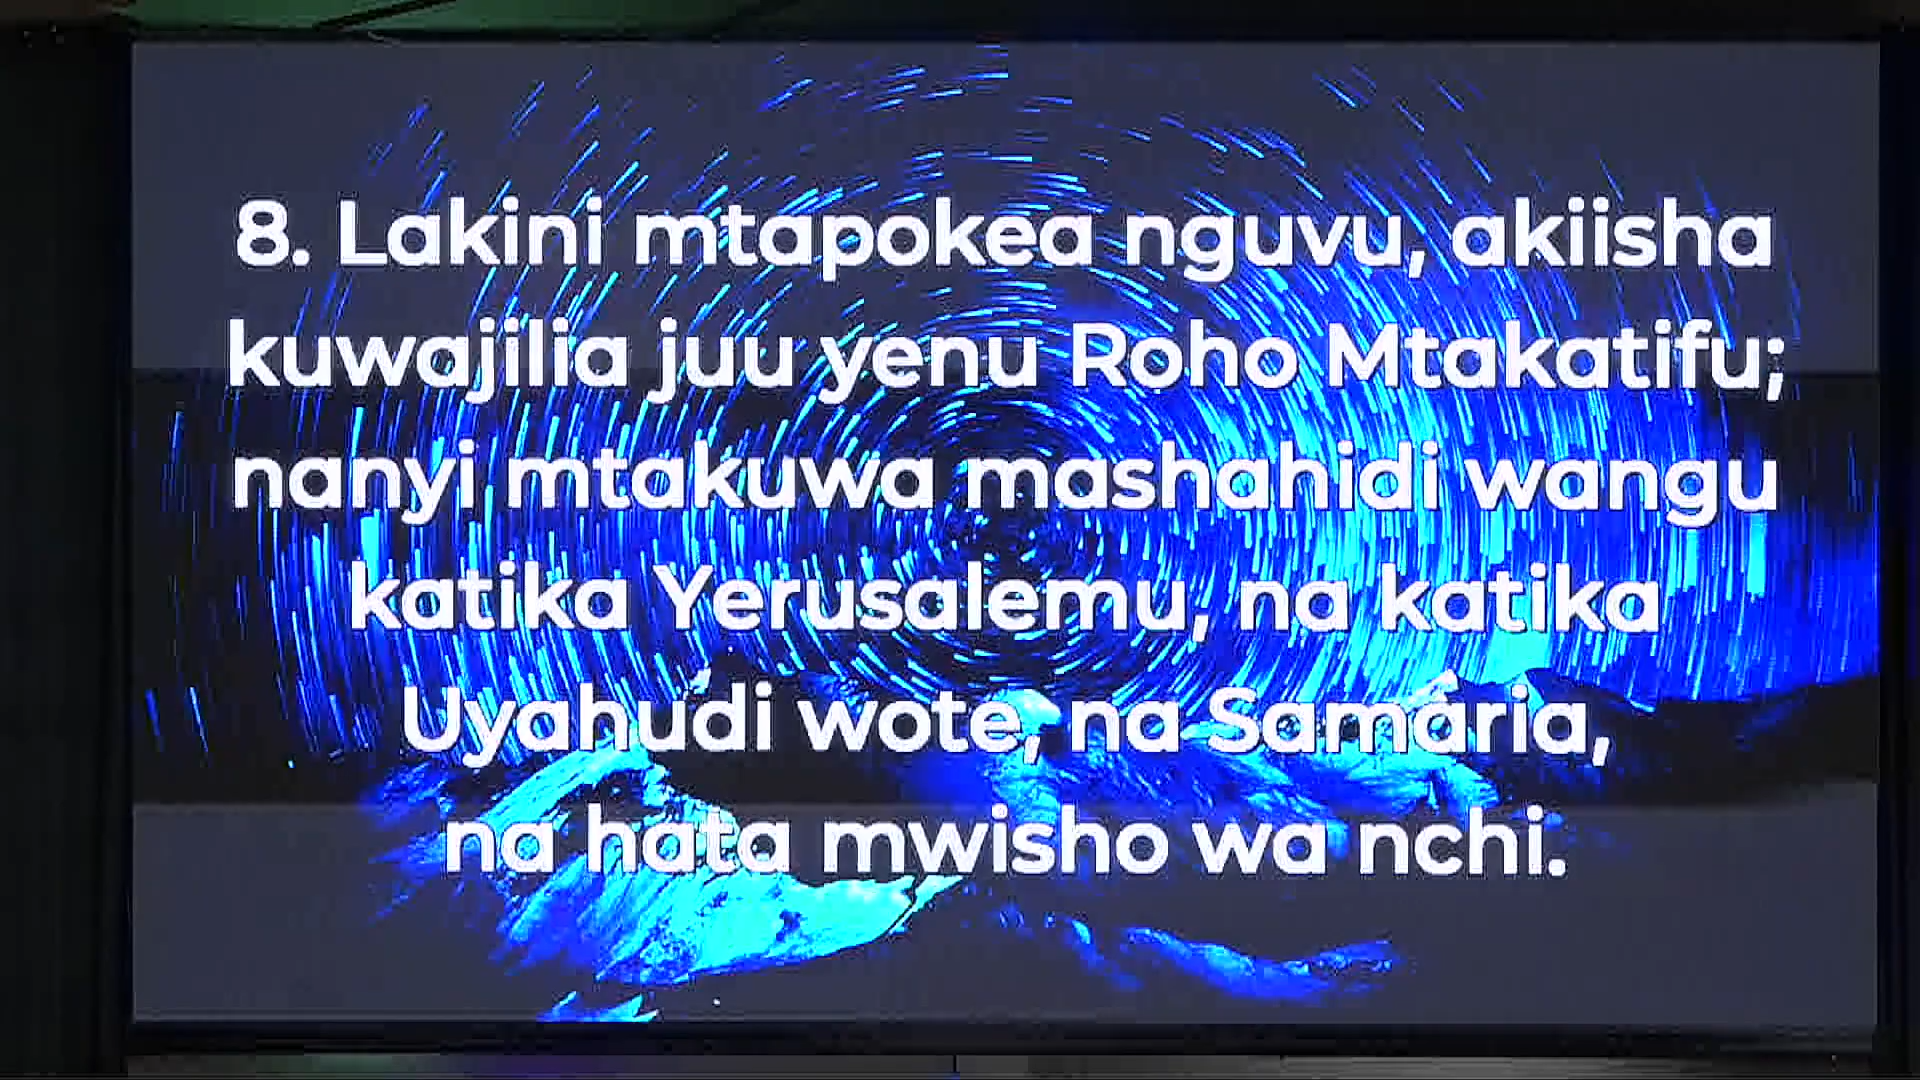 8. Lakini mtapokea nguvu, akiisha
kuwajilia juu yenu Roho Mtakatifu;
nanyi mtakuwa mashahidi wangu
katika Yerusalemu, na katika
Uyahudi wote, na Samária,
na hata mwisho wa nchi.